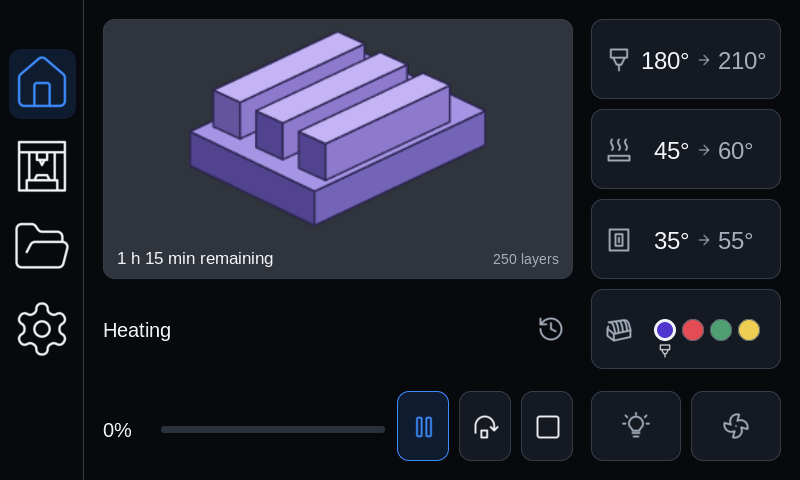 180° → 210°
45° → 60°
35° → 55°
1 h 15 min remaining
250 layers
Heating
0%